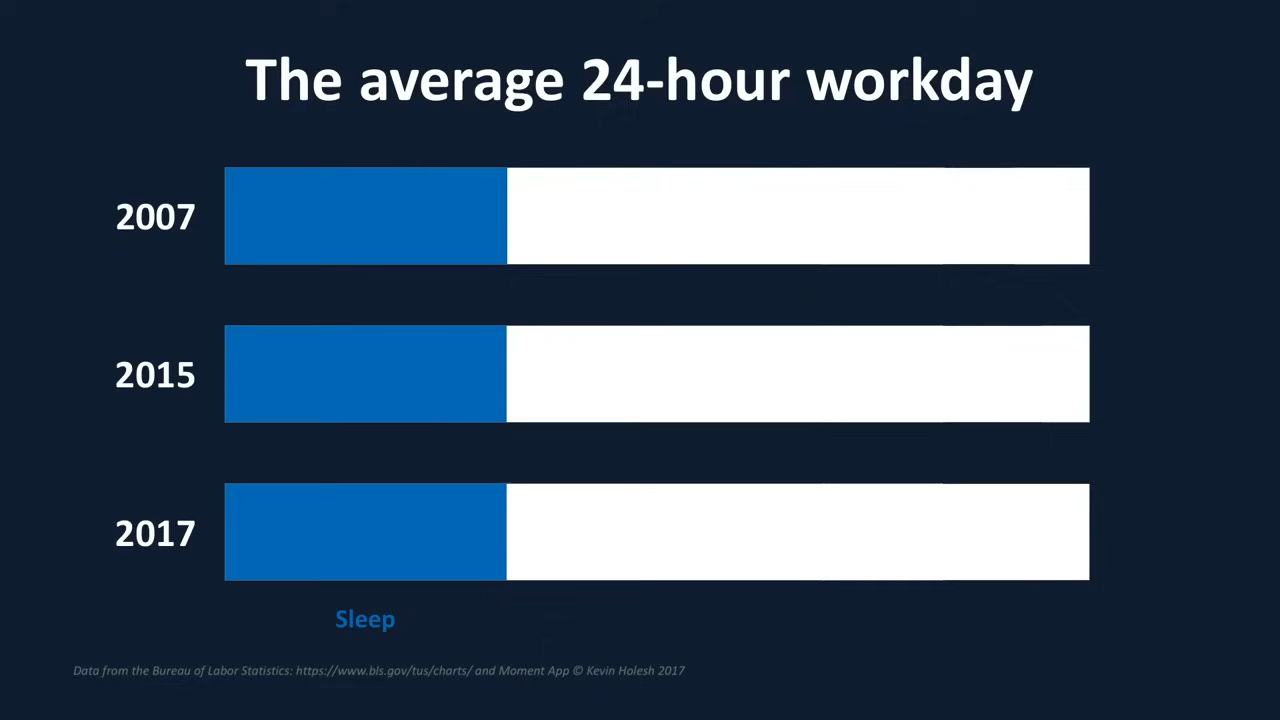 The average 24-hour workday
2007
2015
2017
Sleep
Data from the Bureau of Labor Statistics: https://www.bls.gov/tus/charts/ and Moment App © Kevin Holesh 2017